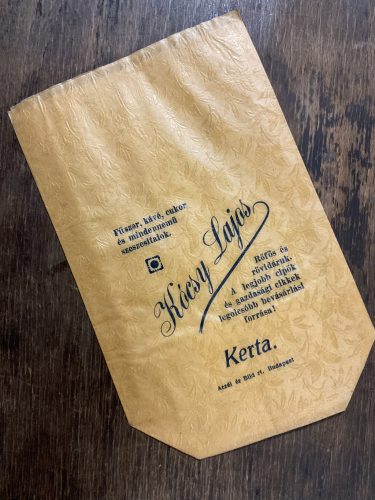 Fűszer, kávé, cukor
és mindennemű
szeszesitalok.
Kócsy Lajos
Rőfös és
rövidáruk.
A legjobb cipők
és gazdasági cikkek
legolcsóbb bevásárlási
forrása!
Kerta.
Aczél és Bild rt. Budapest